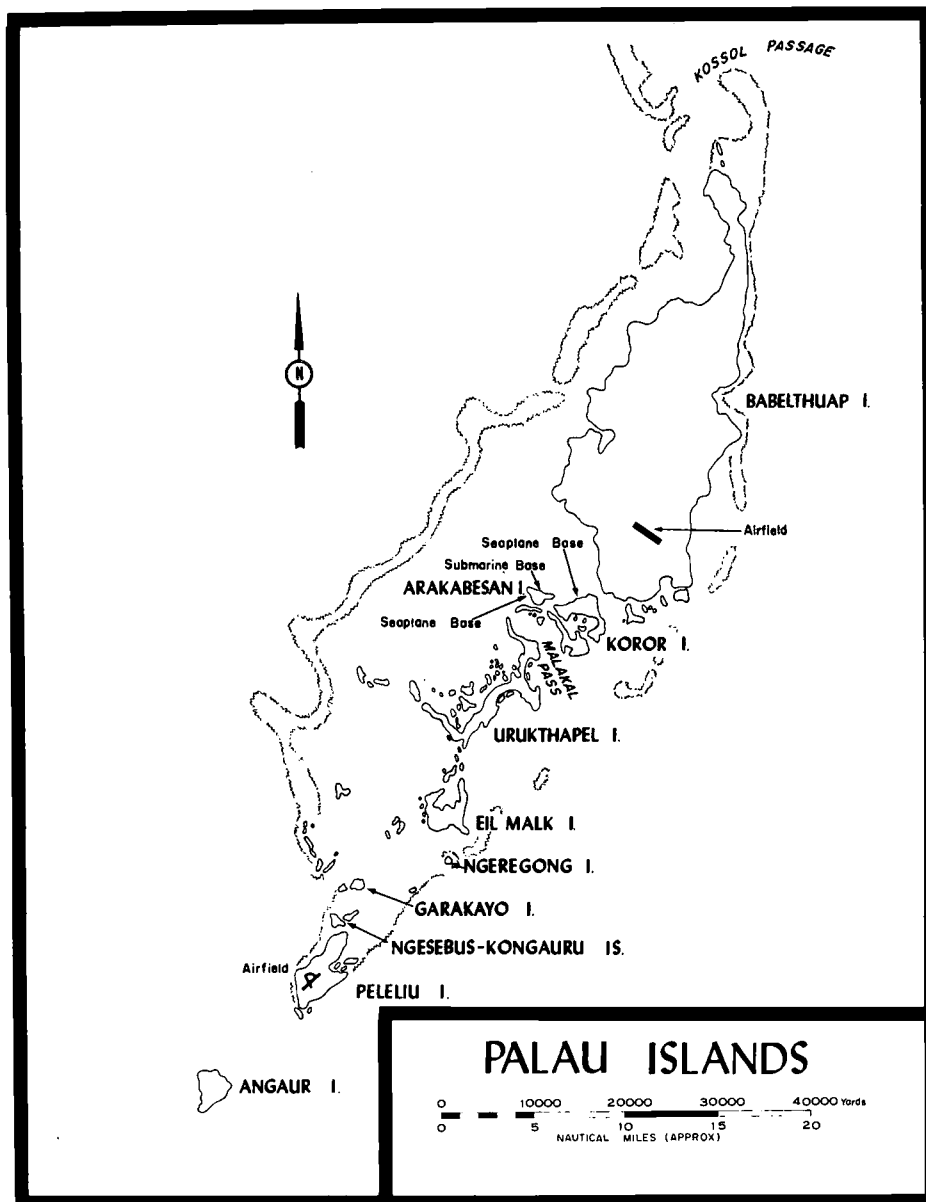 KOSSOL PASSAGE
N
BABELTHUAP I.
Airfield
Seaplane Base
Submarine Base
ARAKABESAN I.
Seaplane Base
KOROR I.
MALAKAL
PASS
URUKTHAPEL I.
EIL MALK I.
NGEREGONG I.
GARAKAYO I.
NGESEBUS-KONGAURU IS.
Airfield
PELELIU I.
ANGAUR I.
PALAU ISLANDS
0 10000 20000 30000 40000 Yards
0 5 10 15 20
NAUTICAL MILES (APPROX)